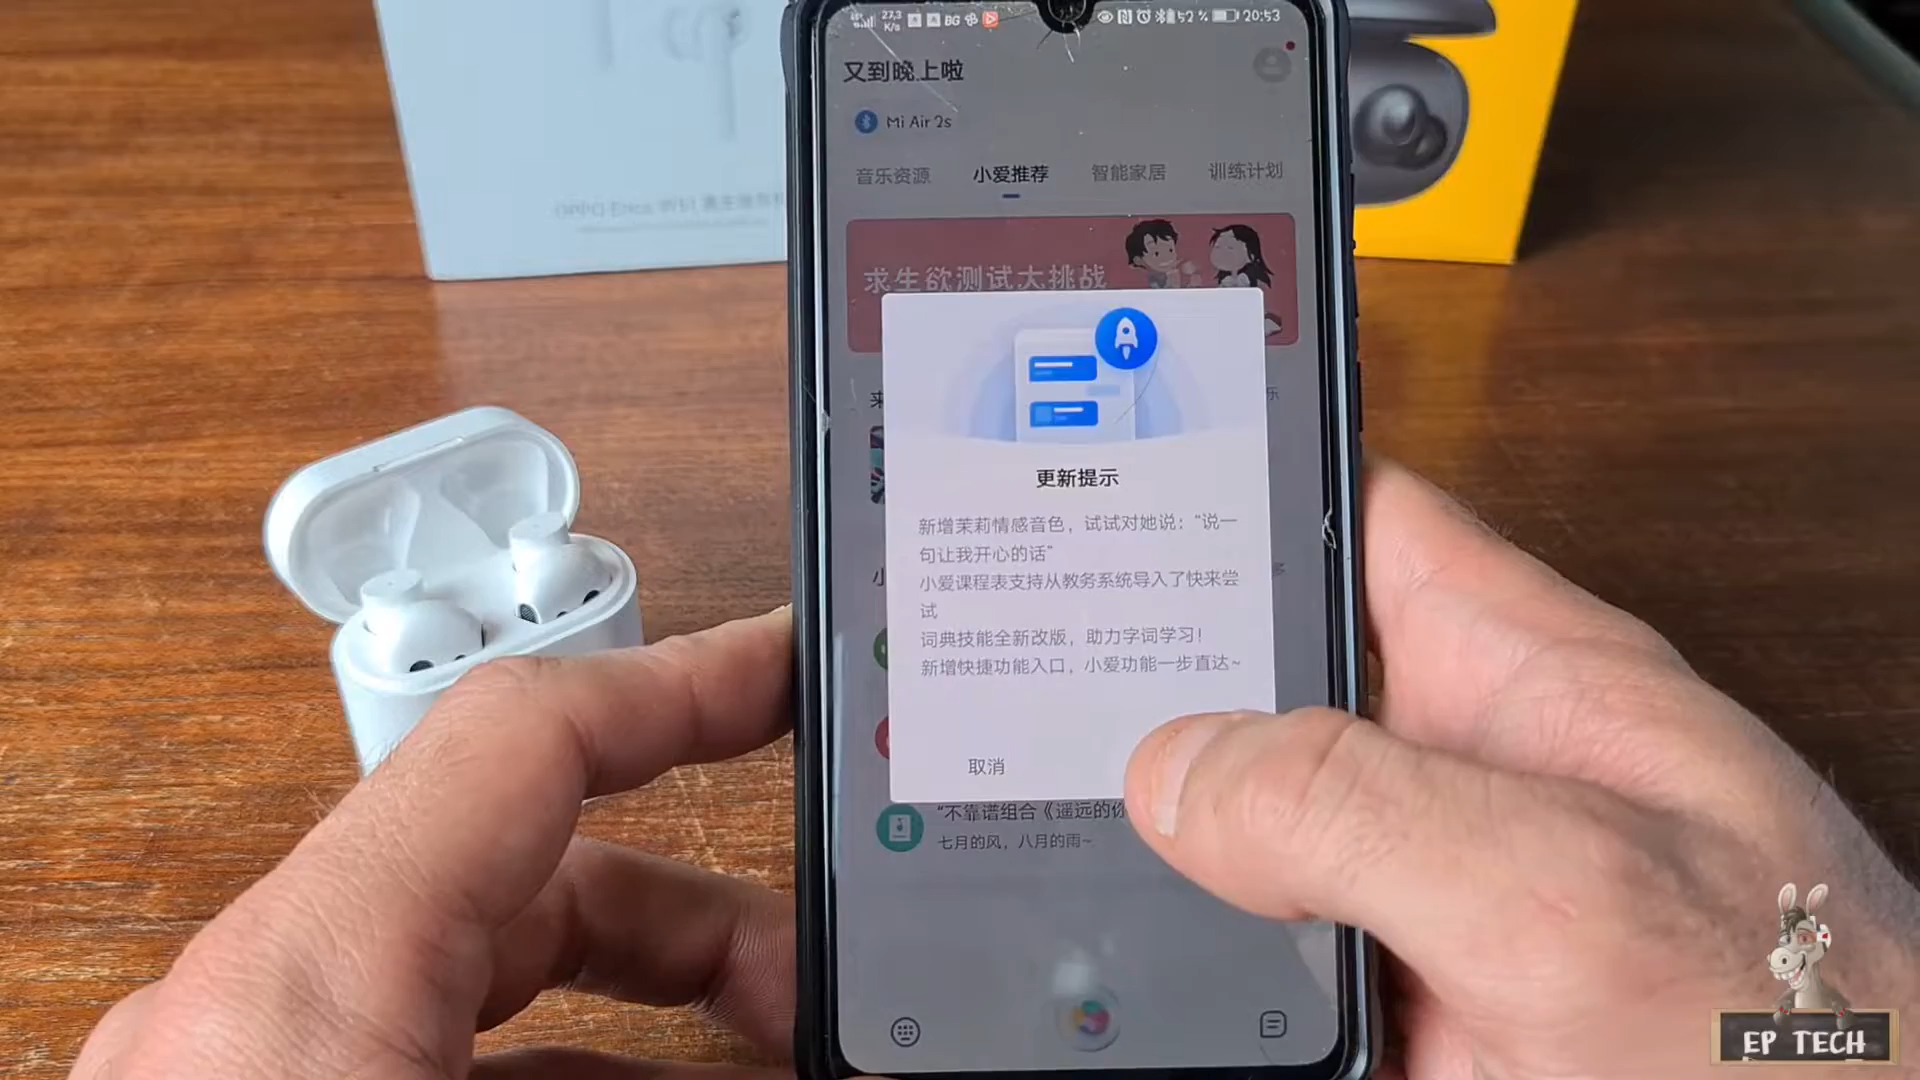 27,3
K/s
BG
52 %
20:53
又到晚上啦
Mi Air 2s
音乐资源
小爱推荐
智能家居
训练计划
求生欲测试大挑战
更新提示
新增茉莉情感音色，试试对她说：“说一
句让我开心的话”
小爱课程表支持从教务系统导入了快来尝
试
词典技能全新改版，助力字词学习！
新增快捷功能入口，小爱功能一步直达~
取消
“不靠谱组合《遥远的你
七月的风，八月的雨~
EP TECH